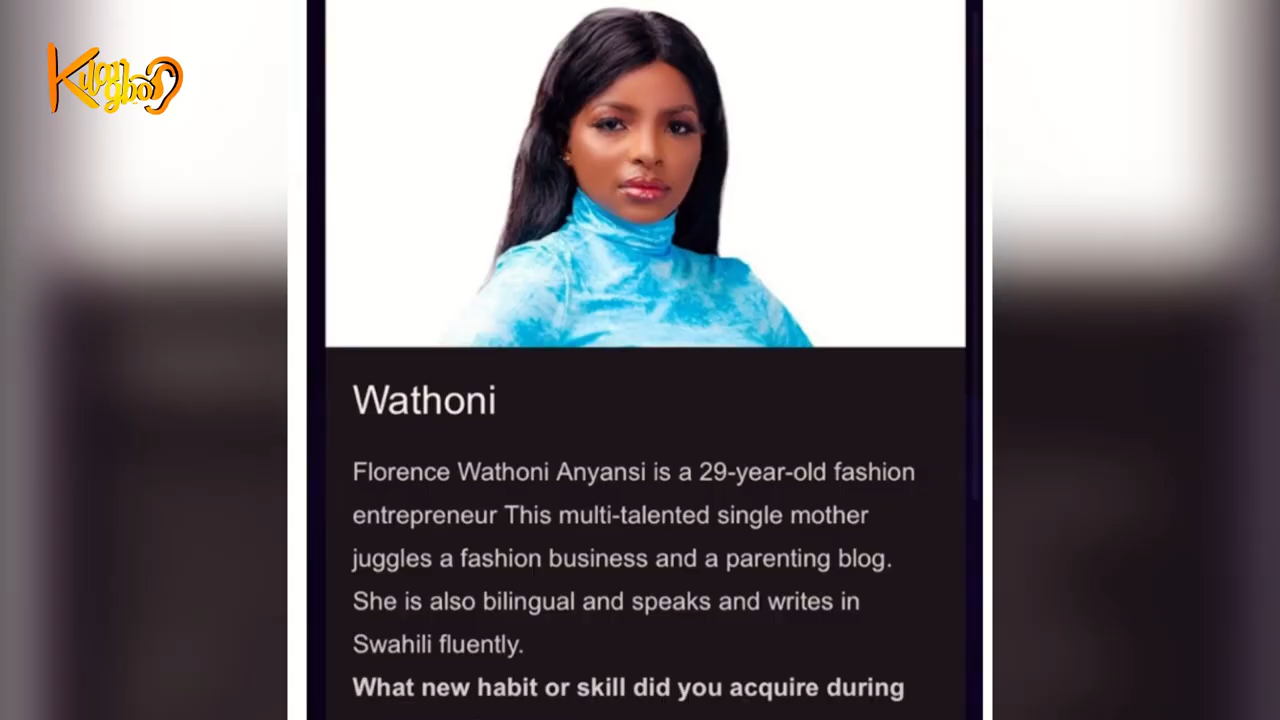 Wathoni
Florence Wathoni Anyansi is a 29-year-old fashion
entrepreneur This multi-talented single mother
juggles a fashion business and a parenting blog.
She is also bilingual and speaks and writes in
Swahili fluently.
What new habit or skill did you acquire during